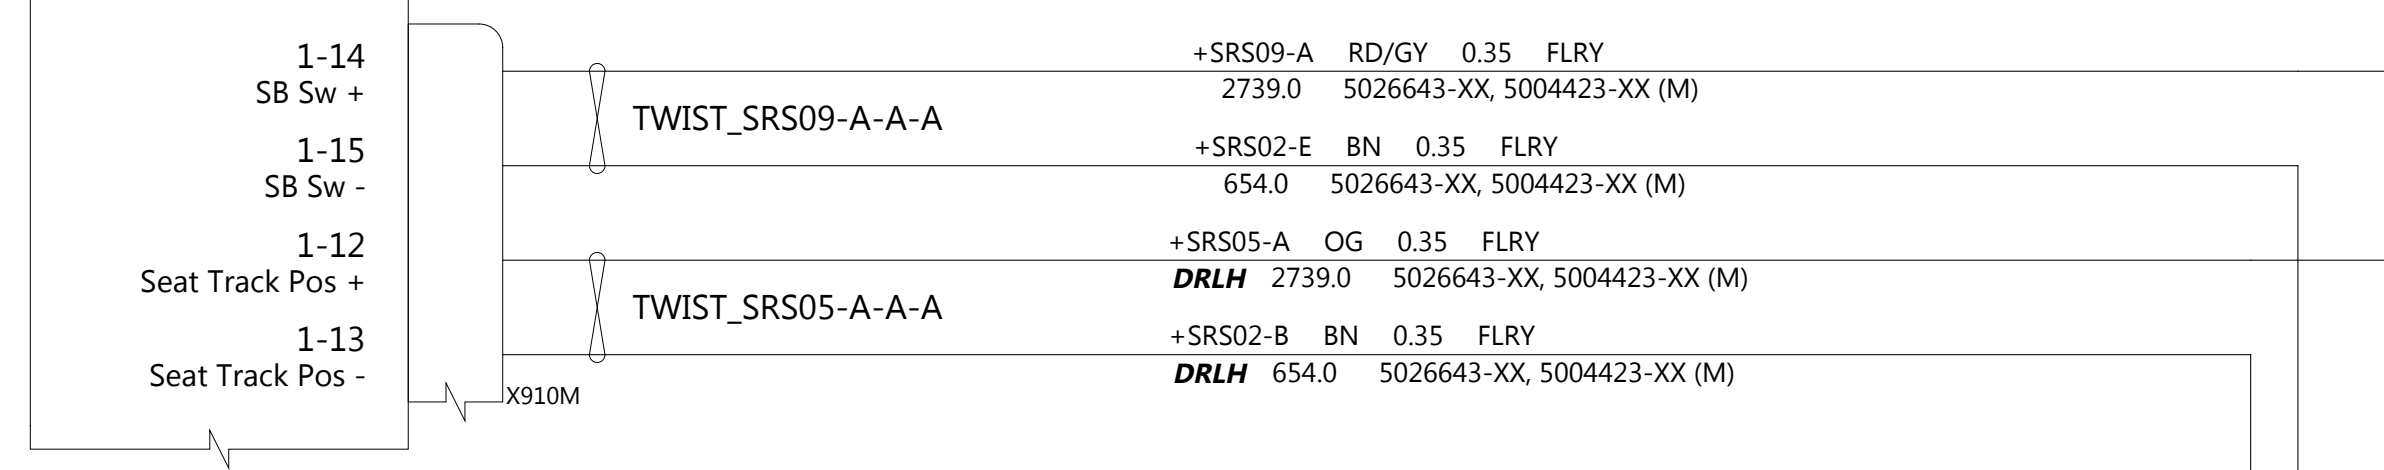 1-14
SB Sw +
+SRS09-A RD/GY 0.35 FLRY
2739.0 5026643-XX, 5004423-XX (M)
TWIST_SRS09-A-A-A
1-15
SB Sw -
+SRS02-E BN 0.35 FLRY
654.0 5026643-XX, 5004423-XX (M)
1-12
Seat Track Pos +
+SRS05-A OG 0.35 FLRY
DRLH 2739.0 5026643-XX, 5004423-XX (M)
TWIST_SRS05-A-A-A
1-13
Seat Track Pos -
+SRS02-B BN 0.35 FLRY
DRLH 654.0 5026643-XX, 5004423-XX (M)
X910M